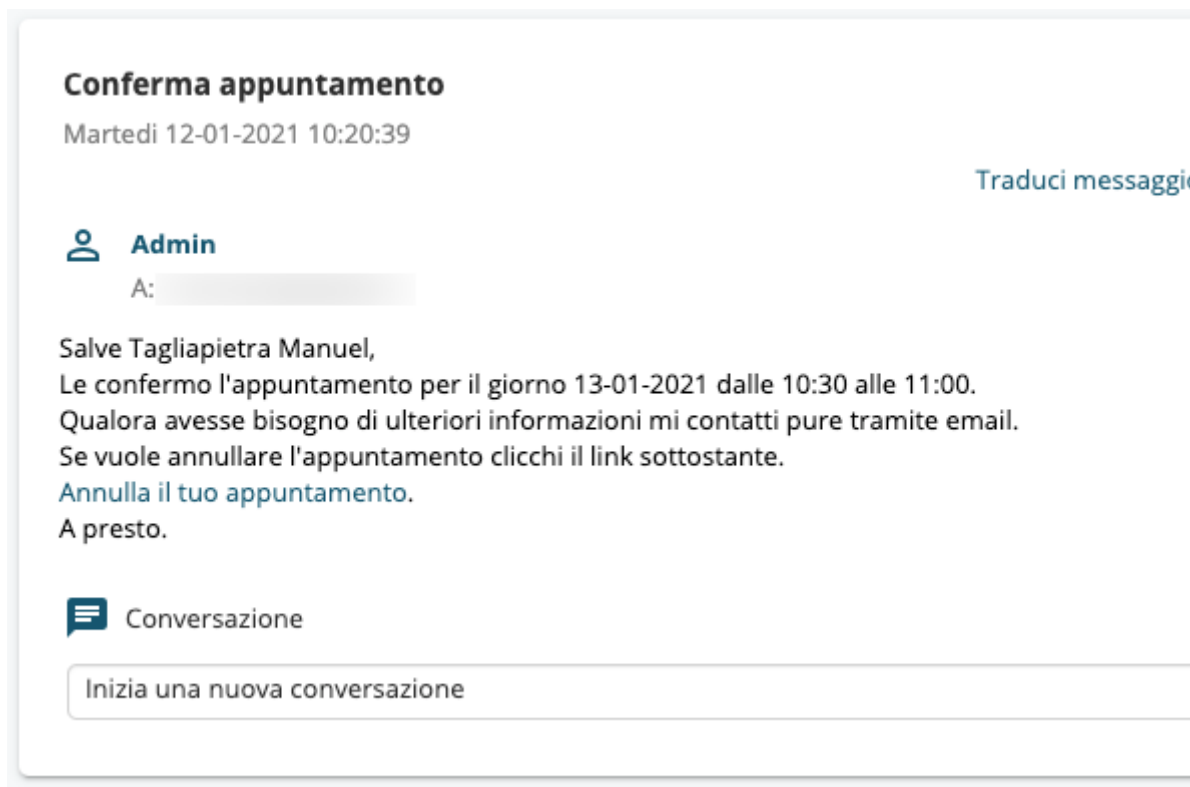 Conferma appuntamento
Martedi 12-01-2021 10:20:39
Traduci messaggio
Admin
A:
Salve Tagliapietra Manuel,
Le confermo l'appuntamento per il giorno 13-01-2021 dalle 10:30 alle 11:00.
Qualora avesse bisogno di ulteriori informazioni mi contatti pure tramite email.
Se vuole annullare l'appuntamento clicchi il link sottostante.
Annulla il tuo appuntamento.
A presto.
Conversazione
Inizia una nuova conversazione